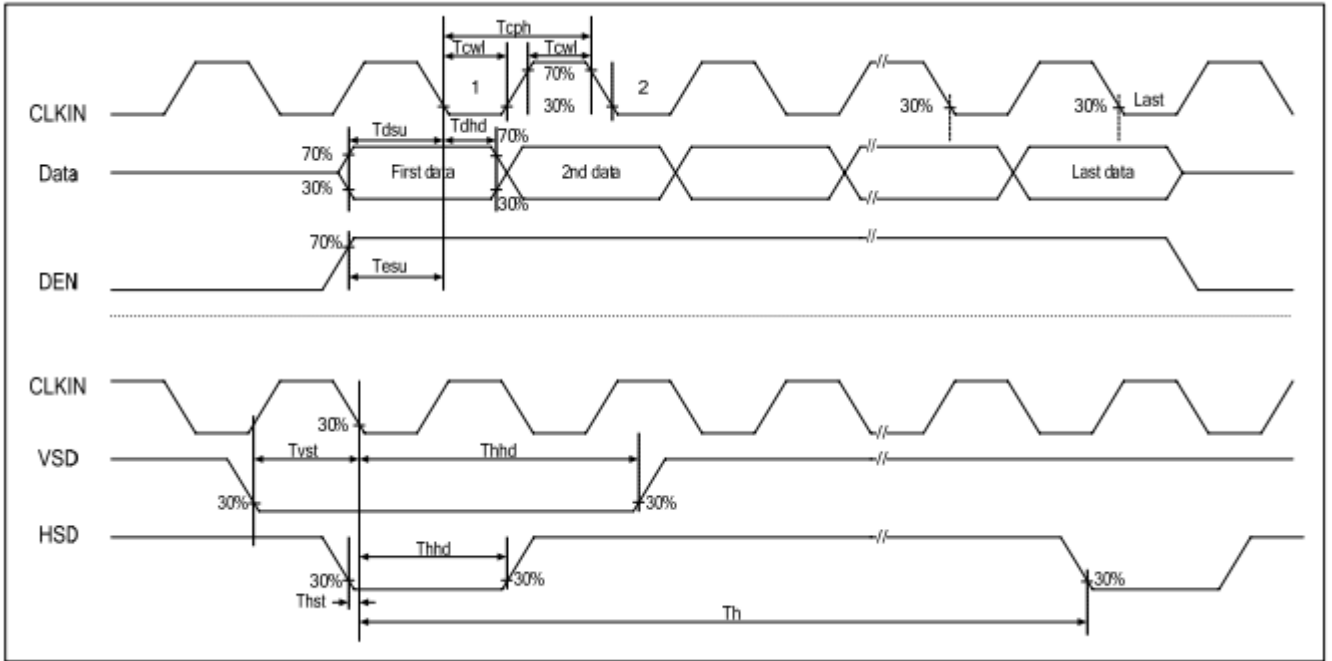 Tcph
Tcwl Tcwl
CLKIN 1 70% 30% 2 // 30% 30% Last
Tdsu Tdhd
Data 70% 30% First data 70% 30% 2nd data // // Last data
DEN 70% Tesu //
CLKIN 30% //
VSD 30% Tvst Thhd 30% //
HSD 30% Thhd 30% // 30%
Thst Th